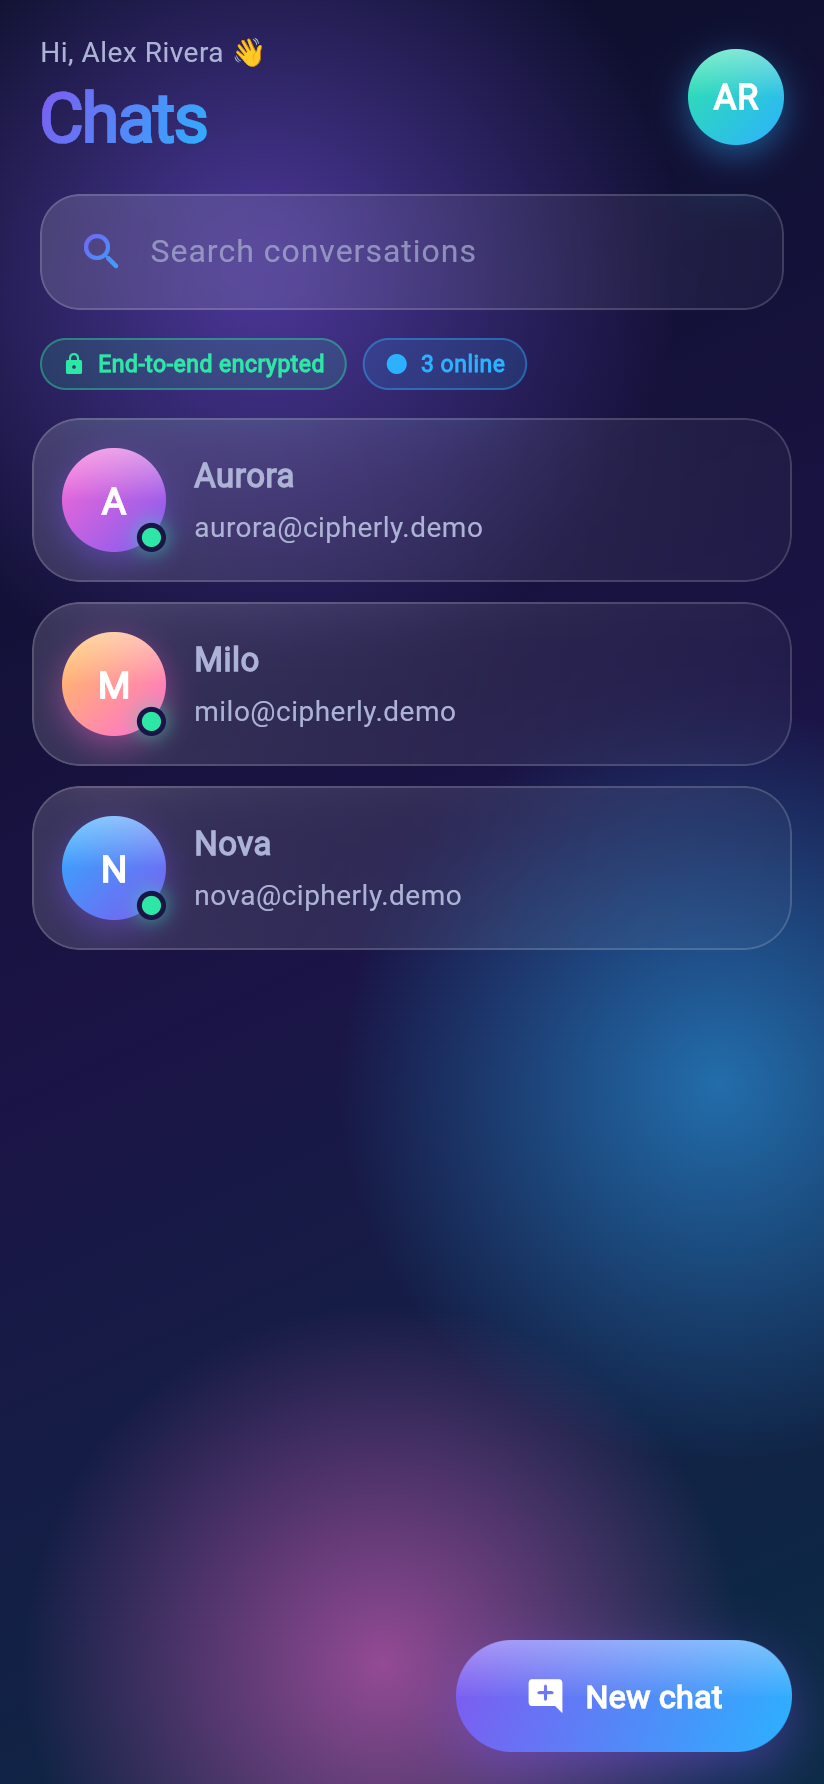 Hi, Alex Rivera 👋
Chats
AR
Search conversations
End-to-end encrypted
3 online
A
Aurora
aurora@cipherly.demo
M
Milo
milo@cipherly.demo
N
Nova
nova@cipherly.demo
New chat